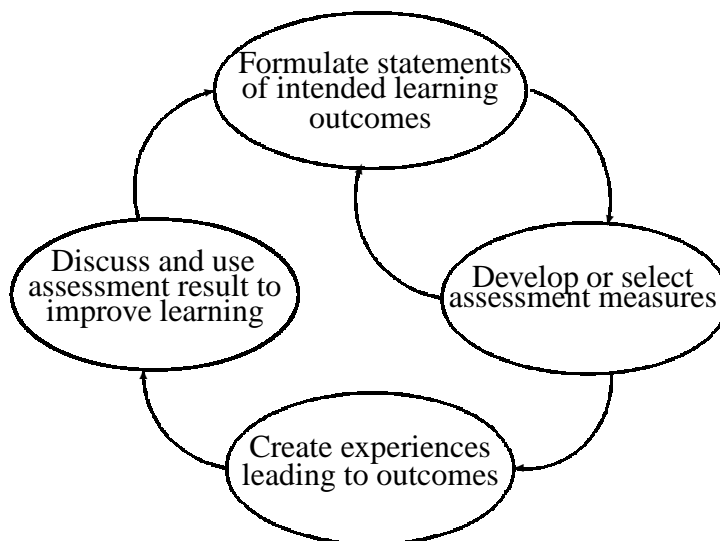 Formulate statements
of intended learning
outcomes
Develop or select
assessment measures
Discuss and use
assessment result to
improve learning
Create experiences
leading to outcomes